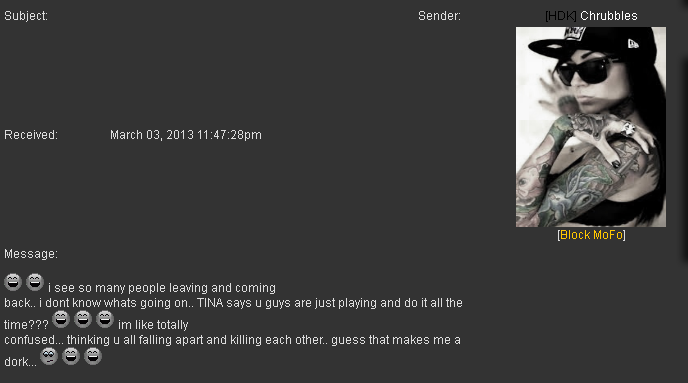 Subject: Sender: [HDK] Chrubbles
Received: March 03, 2013 11:47:28pm
[Block MoFo]
Message:
i see so many people leaving and coming
back.. i dont know whats going on.. TINA says u guys are just playing and do it all the
time??? im like totally
confused... thinking u all falling apart and killing each other.. guess that makes me a
dork...